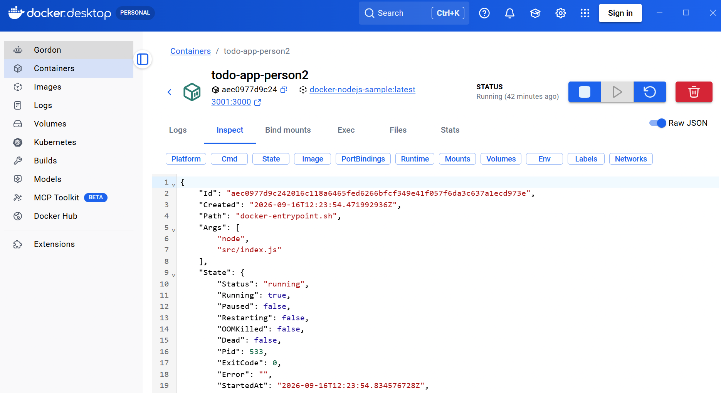 docker.desktop PERSONAL Search Ctrl+K Sign in
Gordon
Containers
Images
Logs
Volumes
Kubernetes
Builds
Models
MCP Toolkit BETA
Docker Hub
Extensions
Containers / todo-app-person2
todo-app-person2
aec0977d9c24 docker-nodejs-sample:latest
3001:3000
STATUS
Running (42 minutes ago)
Logs Inspect Bind mounts Exec Files Stats
Raw JSON
Platform Cmd State Image PortBindings Runtime Mounts Volumes Env Labels Networks
1 {
2 "Id": "aec0977d9c242016c118a6465fed6266bfcf349e41f057f6da3c637a1ecd973e",
3 "Created": "2026-09-16T12:23:54.471992936Z",
4 "Path": "docker-entrypoint.sh",
5 "Args": [
6 "node",
7 "src/index.js"
8 ],
9 "State": {
10 "Status": "running",
11 "Running": true,
12 "Paused": false,
13 "Restarting": false,
14 "OOMKilled": false,
15 "Dead": false,
16 "Pid": 533,
17 "ExitCode": 0,
18 "Error": "",
19 "StartedAt": "2026-09-16T12:23:54.834576728Z",